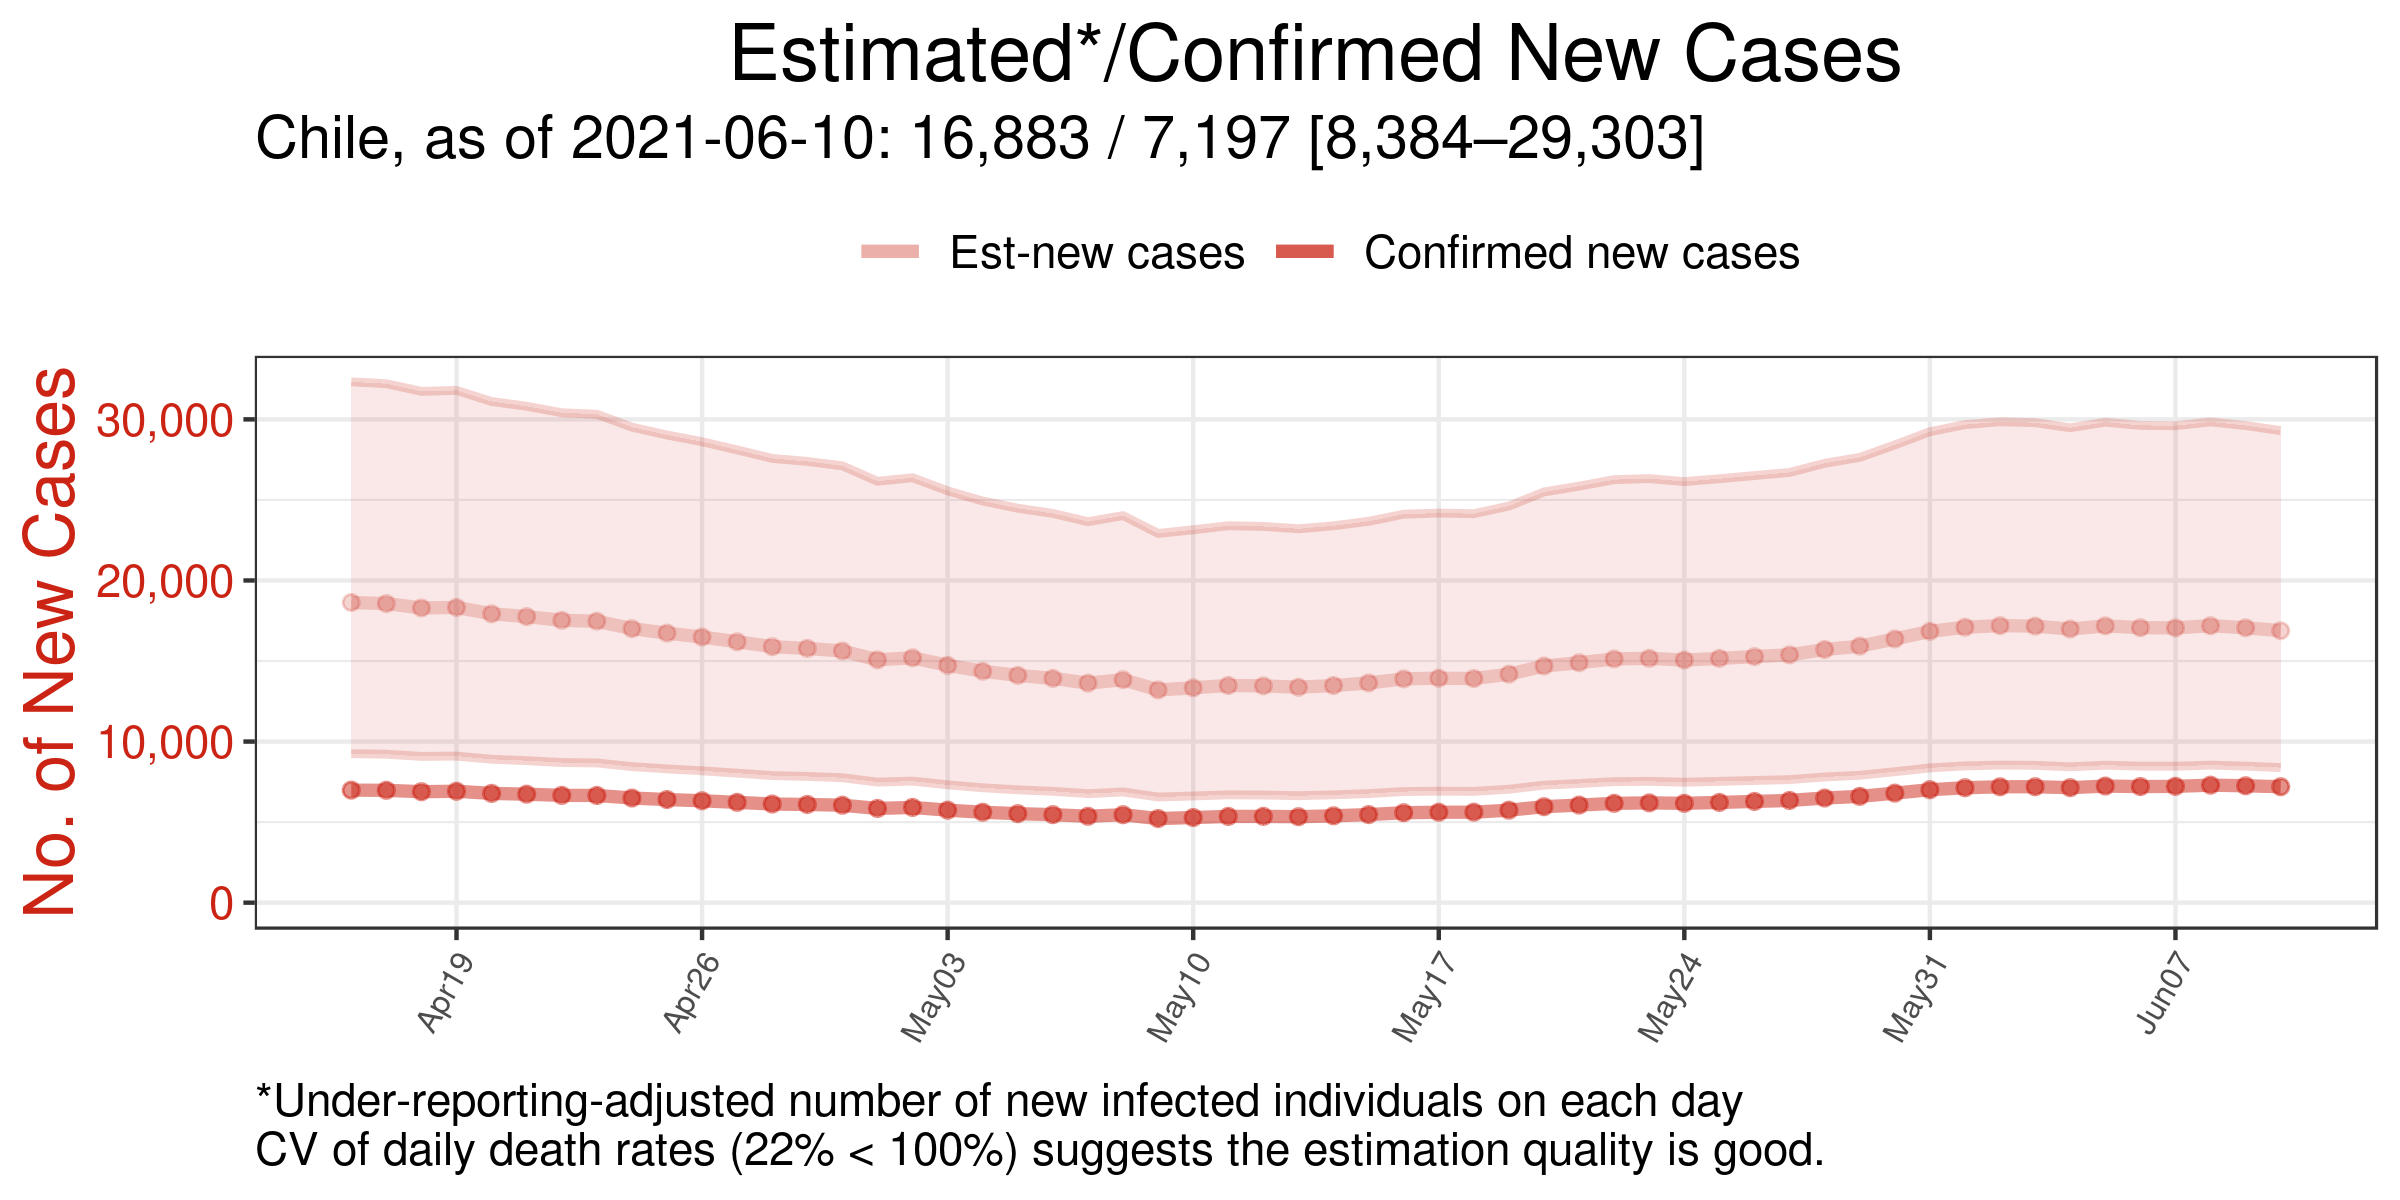 Estimated*/Confirmed New Cases
Chile, as of 2021-06-10: 16,883 / 7,197 [8,384–29,303]
Est-new cases Confirmed new cases
No. of New Cases
30,000
20,000
10,000
0
Apr19 Apr26 May03 May10 May17 May24 May31 Jun07
*Under-reporting-adjusted number of new infected individuals on each day
CV of daily death rates (22% < 100%) suggests the estimation quality is good.